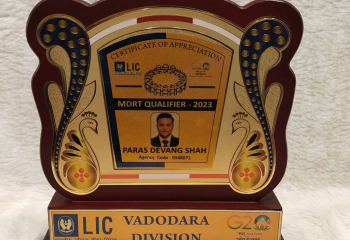 CERTIFICATE OF APPRECIATION
LIC
MDRT QUALIFIER - 2023
PARAS DEVANG SHAH
LIC
VADODARA
DIVISION
G20